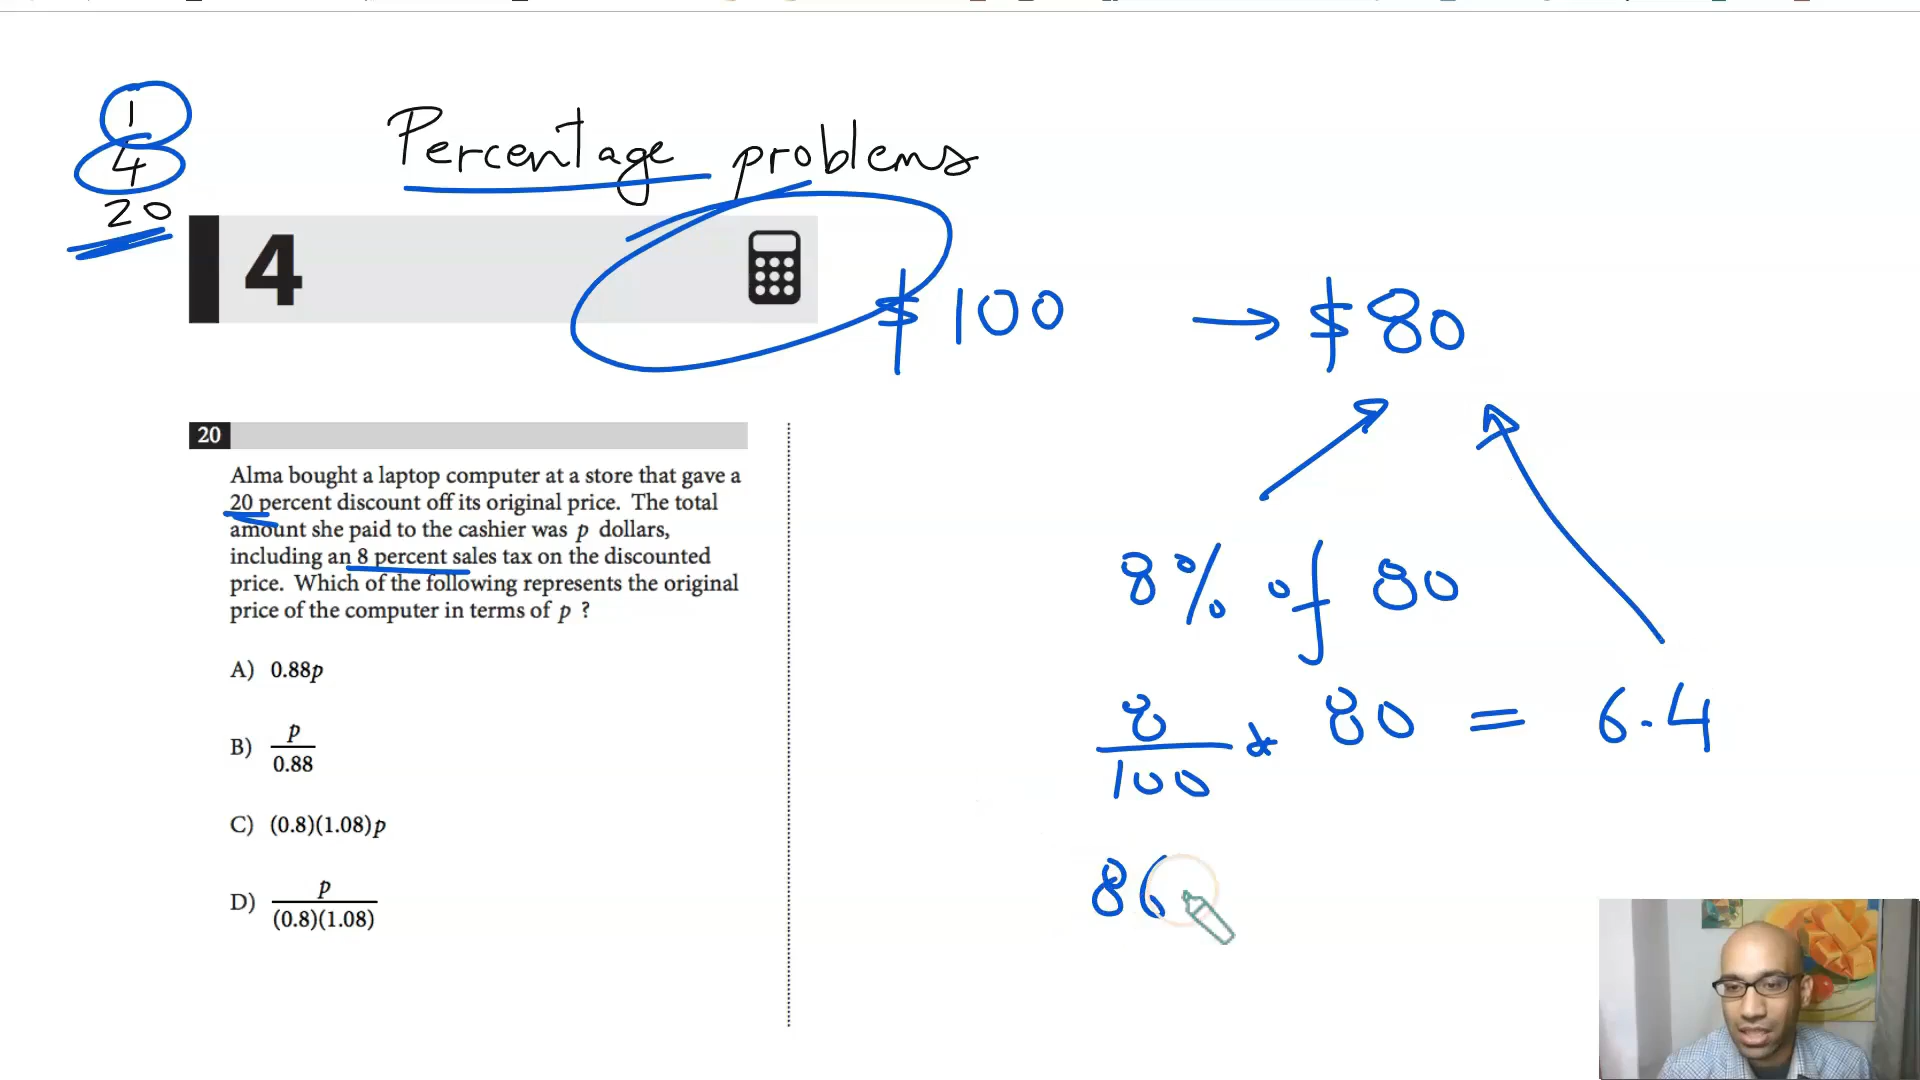 1
4
20
Percentage problems
4
$100 → $80
20
Alma bought a laptop computer at a store that gave a
20 percent discount off its original price. The total
amount she paid to the cashier was p dollars,
including an 8 percent sales tax on the discounted
price. Which of the following represents the original
price of the computer in terms of p ?
A) 0.88p
B) p
0.88
C) (0.8)(1.08)p
D) p
(0.8)(1.08)
8% of 80
8
100 * 80 = 6.4
86